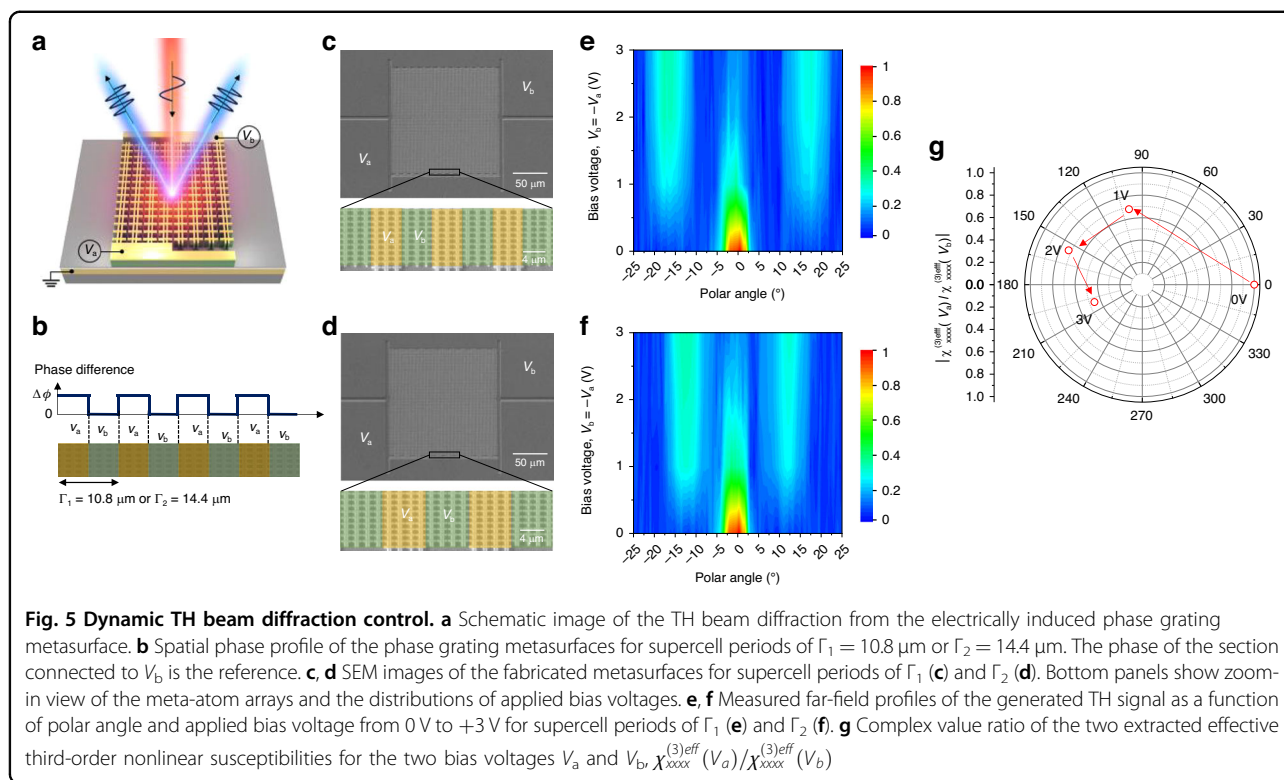 a
V_b
V_a
b
Phase difference
Δϕ
0
V_a V_b V_a V_b V_a V_b V_a V_b
Γ₁ = 10.8 μm or Γ₂ = 14.4 μm
c
V_b
V_a
50 μm
V_b V_b
4 μm
d
V_b
V_a
50 μm
V_a V_b
4 μm
e
Bias voltage, V_b = −V_a (V)
3
2
1
0
−25 −20 −15 −10 −5 0 5 10 15 20 25
Polar angle (°)
1
0.8
0.6
0.4
0.2
0
f
Bias voltage, V_b = −V_a (V)
3
2
1
0
−25 −20 −15 −10 −5 0 5 10 15 20 25
Polar angle (°)
1
0.8
0.6
0.4
0.2
0
g
| χ^(3)eff_xxxx (V_a) / χ^(3)eff_xxxx (V_b)|
1.0
0.8
0.6
0.4
0.2
0.0
0.2
0.4
0.6
0.8
1.0
90
120 60
150 30
180 0
210 330
240 300
270
1V
2V
3V
0V
Fig. 5 Dynamic TH beam diffraction control. a Schematic image of the TH beam diffraction from the electrically induced phase grating
metasurface. b Spatial phase profile of the phase grating metasurfaces for supercell periods of Γ₁ = 10.8 μm or Γ₂ = 14.4 μm. The phase of the section
connected to V_b is the reference. c, d SEM images of the fabricated metasurfaces for supercell periods of Γ₁ (c) and Γ₂ (d). Bottom panels show zoom-
in view of the meta-atom arrays and the distributions of applied bias voltages. e, f Measured far-field profiles of the generated TH signal as a function
of polar angle and applied bias voltage from 0 V to +3 V for supercell periods of Γ₁ (e) and Γ₂ (f). g Complex value ratio of the two extracted effective
third-order nonlinear susceptibilities for the two bias voltages V_a and V_b, χ^(3)eff_xxxx (V_a)/χ^(3)eff_xxxx (V_b)